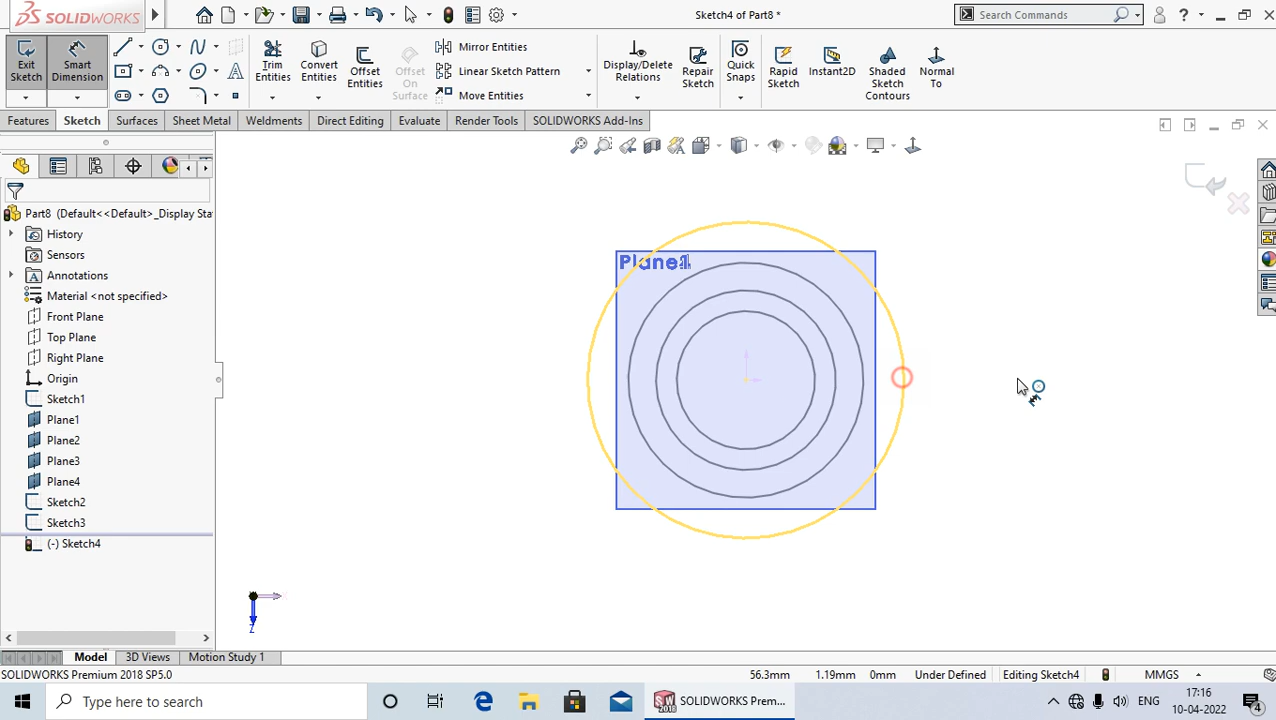 SOLIDWORKS
Sketch4 of Part8 *
Search Commands
Exit Sketch
Smart Dimension
Trim Entities
Convert Entities
Offset Entities
Offset On Surface
Mirror Entities
Linear Sketch Pattern
Move Entities
Display/Delete Relations
Repair Sketch
Quick Snaps
Rapid Sketch
Instant2D
Shaded Sketch Contours
Normal To
Features Sketch Surfaces Sheet Metal Weldments Direct Editing Evaluate Render Tools SOLIDWORKS Add-Ins
Part8 (Default<<Default>_Display Sta
History
Sensors
Annotations
Material <not specified>
Front Plane
Top Plane
Right Plane
Origin
Sketch1
Plane1
Plane2
Plane3
Plane4
Sketch2
Sketch3
(-) Sketch4
Z
Model 3D Views Motion Study 1
SOLIDWORKS Premium 2018 SP5.0 56.3mm 1.19mm 0mm Under Defined Editing Sketch4 MMGS
Type here to search
SOLIDWORKS Prem...
ENG
17:16
10-04-2022
4